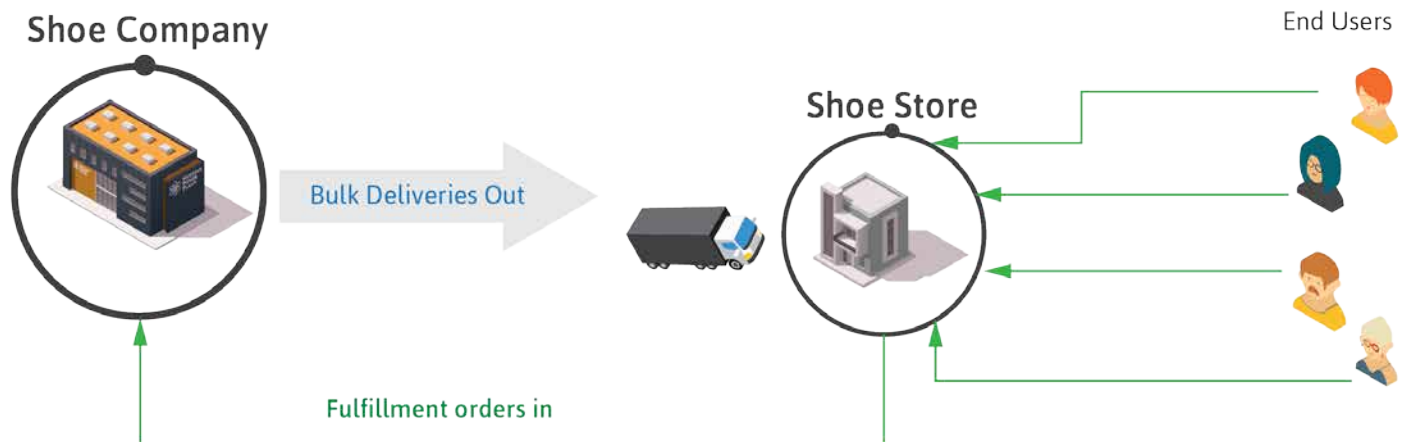 Shoe Company
End Users
Shoe Store
Bulk Deliveries Out
Fulfillment orders in